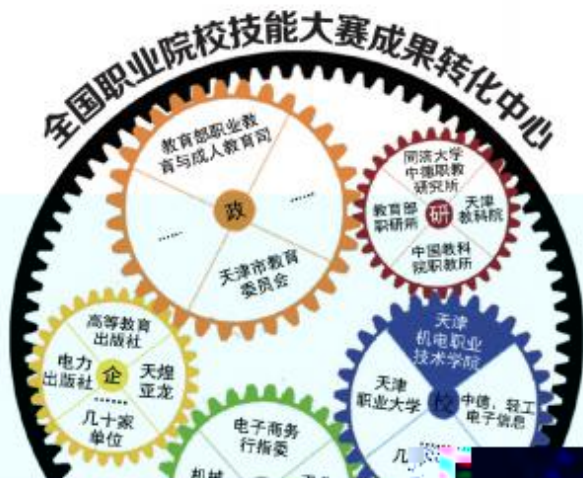 全国职业院校技能大赛成果转化中心
教育部职业教
育与成人教育司
......
政
......
天津市教育
委员会
同济大学
中德职教
研究所
教育部
职研所
研
天津
教科院
中国教科
院职教所
高等教育
出版社
电力
出版社
企
天煌
亚龙
......
几十家
单位
天津
机电职业
技术学院
天津
职业大学
校
中德，轻工
电子信息
......
电子商务
行指委
机械